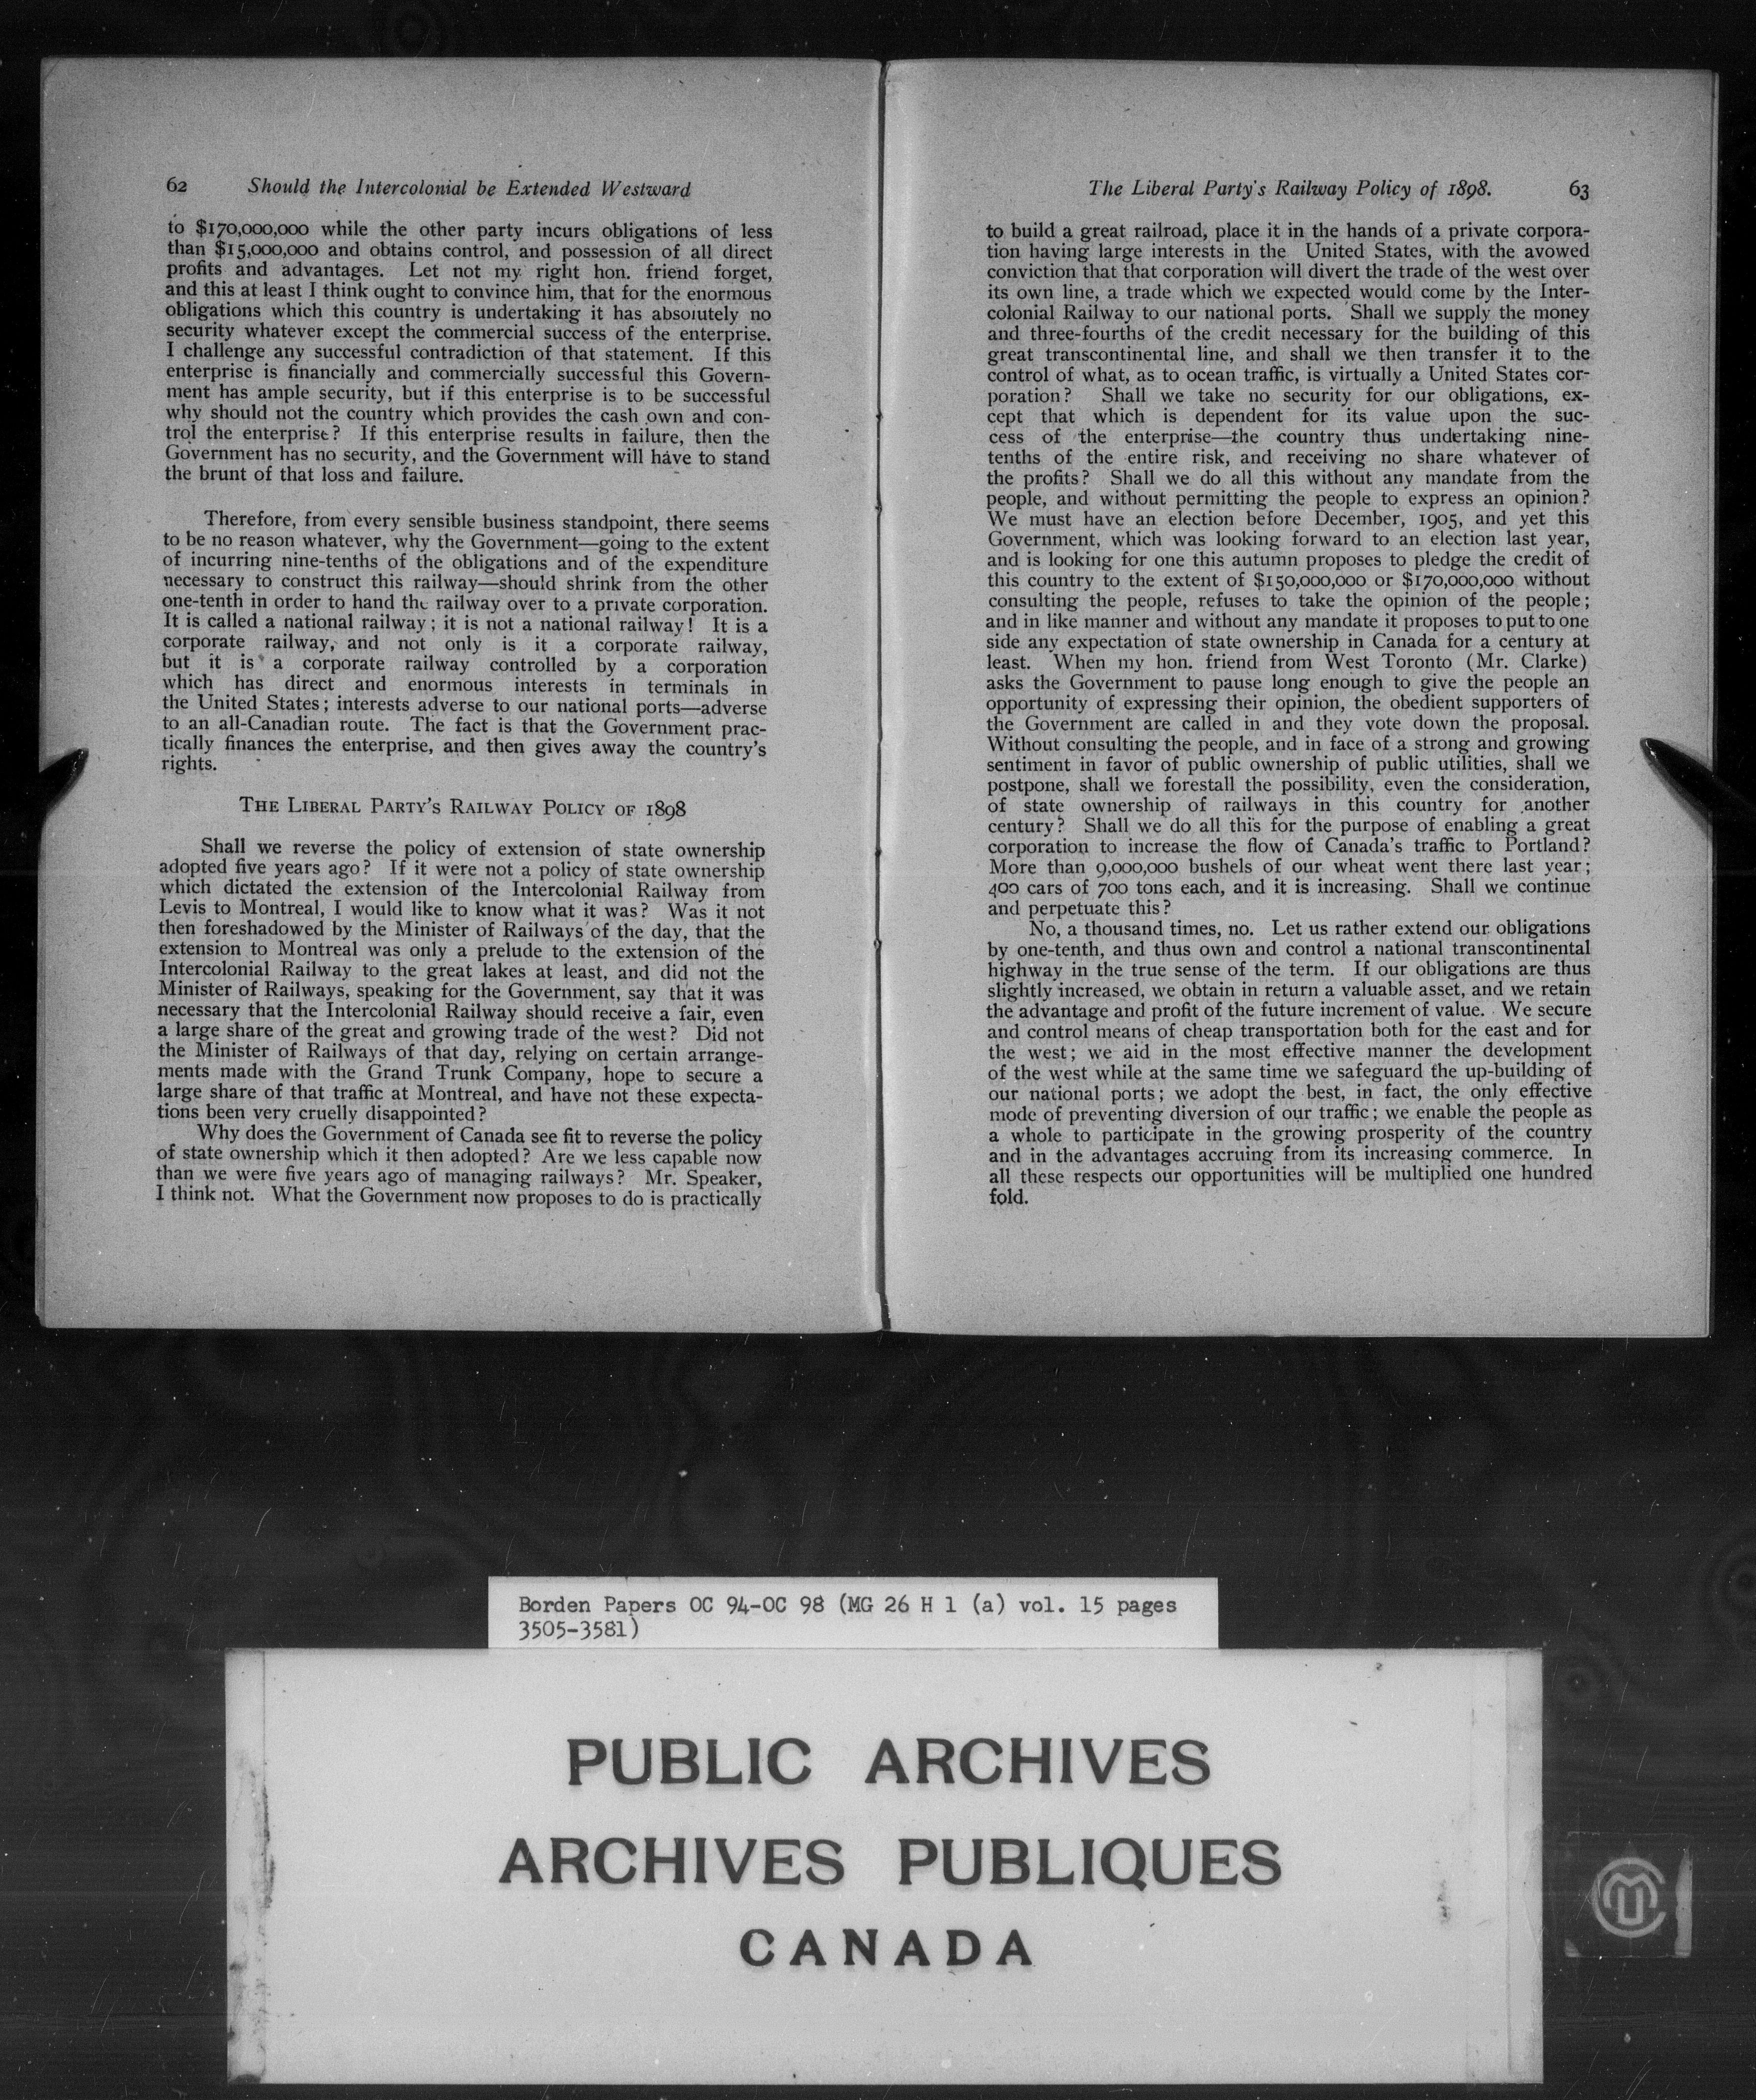 62 Should the Intercolonial be Extended Westward
to $170,000,000 while the other party incurs obligations of less
than $15,000,000 and obtains control, and possession of all direct
profits and advantages. Let not my right hon. friend forget,
and this at least I think ought to convince him, that for the enormous
obligations which this country is undertaking it has absolutely no
security whatever except the commercial success of the enterprise.
I challenge any successful contradiction of that statement. If this
enterprise is financially and commercially successful this Govern-
ment has ample security, but if this enterprise is to be successful
why should not the country which provides the cash own and con-
trol the enterprise? If this enterprise results in failure, then the
Government has no security, and the Government will have to stand
the brunt of that loss and failure.
Therefore, from every sensible business standpoint, there seems
to be no reason whatever, why the Government—going to the extent
of incurring nine-tenths of the obligations and of the expenditure
necessary to construct this railway—should shrink from the other
one-tenth in order to hand the railway over to a private corporation.
It is called a national railway; it is not a national railway! It is a
corporate railway, and not only is it a corporate railway,
but it is a corporate railway controlled by a corporation
which has direct and enormous interests in terminals in
the United States; interests adverse to our national ports—adverse
to an all-Canadian route. The fact is that the Government prac-
tically finances the enterprise, and then gives away the country's
rights.
THE LIBERAL PARTY'S RAILWAY POLICY OF 1898
Shall we reverse the policy of extension of state ownership
adopted five years ago? If it were not a policy of state ownership
which dictated the extension of the Intercolonial Railway from
Levis to Montreal, I would like to know what it was? Was it not
then foreshadowed by the Minister of Railways of the day, that the
extension to Montreal was only a prelude to the extension of the
Intercolonial Railway to the great lakes at least, and did not the
Minister of Railways, speaking for the Government, say that it was
necessary that the Intercolonial Railway should receive a fair, even
a large share of the great and growing trade of the west? Did not
the Minister of Railways of that day, relying on certain arrange-
ments made with the Grand Trunk Company, hope to secure a
large share of that traffic at Montreal, and have not these expecta-
tions been very cruelly disappointed?
Why does the Government of Canada see fit to reverse the policy
of state ownership which it then adopted? Are we less capable now
than we were five years ago of managing railways? Mr. Speaker,
I think not. What the Government now proposes to do is practically
The Liberal Party's Railway Policy of 1898. 63
to build a great railroad, place it in the hands of a private corpora-
tion having large interests in the United States, with the avowed
conviction that that corporation will divert the trade of the west over
its own line, a trade which we expected would come by the Inter-
colonial Railway to our national ports. Shall we supply the money
and three-fourths of the credit necessary for the building of this
great transcontinental line, and shall we then transfer it to the
control of what, as to ocean traffic, is virtually a United States cor-
poration? Shall we take no security for our obligations, ex-
cept that which is dependent for its value upon the suc-
cess of the enterprise—the country thus undertaking nine-
tenths of the entire risk, and receiving no share whatever of
the profits? Shall we do all this without any mandate from the
people, and without permitting the people to express an opinion?
We must have an election before December, 1905, and yet this
Government, which was looking forward to an election last year,
and is looking for one this autumn proposes to pledge the credit of
this country to the extent of $150,000,000 or $170,000,000 without
consulting the people, refuses to take the opinion of the people;
and in like manner and without any mandate it proposes to put to one
side any expectation of state ownership in Canada for a century at
least. When my hon. friend from West Toronto (Mr. Clarke)
asks the Government to pause long enough to give the people an
opportunity of expressing their opinion, the obedient supporters of
the Government are called in and they vote down the proposal.
Without consulting the people, and in face of a strong and growing
sentiment in favor of public ownership of public utilities, shall we
postpone, shall we forestall the possibility, even the consideration,
of state ownership of railways in this country for another
century? Shall we do all this for the purpose of enabling a great
corporation to increase the flow of Canada's traffic to Portland?
More than 9,000,000 bushels of our wheat went there last year;
400 cars of 700 tons each, and it is increasing. Shall we continue
and perpetuate this?
No, a thousand times, no. Let us rather extend our obligations
by one-tenth, and thus own and control a national transcontinental
highway in the true sense of the term. If our obligations are thus
slightly increased, we obtain in return a valuable asset, and we retain
the advantage and profit of the future increment of value. We secure
and control means of cheap transportation both for the east and for
the west; we aid in the most effective manner the development
of the west while at the same time we safeguard the up-building of
our national ports; we adopt the best, in fact, the only effective
mode of preventing diversion of our traffic; we enable the people as
a whole to participate in the growing prosperity of the country
and in the advantages accruing from its increasing commerce. In
all these respects our opportunities will be multiplied one hundred
fold.
Borden Papers OC 94-OC 98 (MG 26 H 1 (a) vol. 15 pages
3505-3581)
PUBLIC ARCHIVES
ARCHIVES PUBLIQUES
CANADA